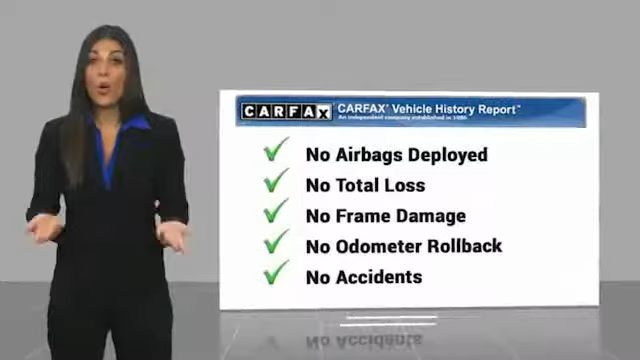 CARFAX CARFAX® Vehicle History Report™
An independent company established in 1986
No Airbags Deployed
No Total Loss
No Frame Damage
No Odometer Rollback
No Accidents